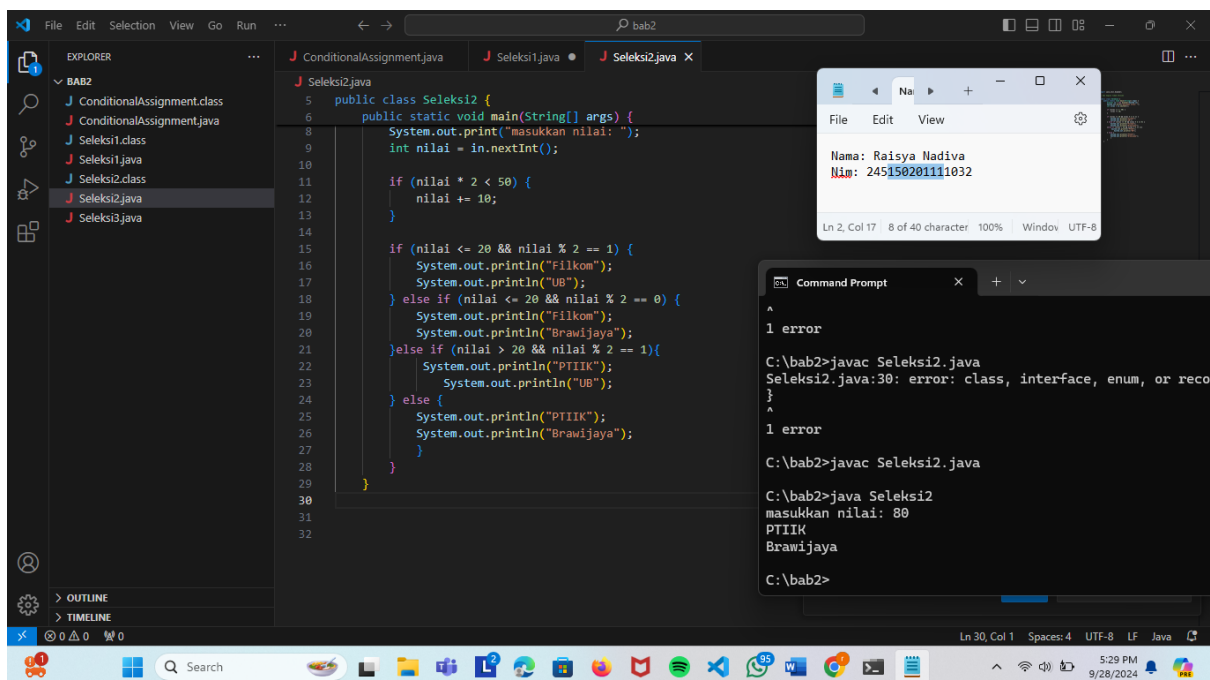 File Edit Selection View Go Run ··· bab2
EXPLORER ···
BAB2
ConditionalAssignment.class
ConditionalAssignment.java
Seleksi1.class
Seleksi1.java
Seleksi2.class
Seleksi2.java
Seleksi3.java
OUTLINE
TIMELINE
ConditionalAssignment.java Seleksi1.java Seleksi2.java
Seleksi2.java
5 public class Seleksi2 {
6 public static void main(String[] args) {
8 System.out.print("masukkan nilai: ");
9 int nilai = in.nextInt();
10
11 if (nilai * 2 < 50) {
12 nilai += 10;
13 }
14
15 if (nilai <= 20 && nilai % 2 == 1) {
16 System.out.println("Filkom");
17 System.out.println("UB");
18 } else if (nilai <= 20 && nilai % 2 == 0) {
19 System.out.println("Filkom");
20 System.out.println("Brawijaya");
21 }else if (nilai > 20 && nilai % 2 == 1){
22 System.out.println("PTIIK");
23 System.out.println("UB");
24 } else {
25 System.out.println("PTIIK");
26 System.out.println("Brawijaya");
27 }
28 }
29 }
30
31
32
Na
File Edit View
Nama: Raisya Nadiva
Nim: 245150201111032
Ln 2, Col 17 8 of 40 character 100% Window UTF-8
Command Prompt
^
1 error
C:\bab2>javac Seleksi2.java
Seleksi2.java:30: error: class, interface, enum, or reco
}
^
1 error
C:\bab2>javac Seleksi2.java
C:\bab2>java Seleksi2
masukkan nilai: 80
PTIIK
Brawijaya
C:\bab2>
0 0 0 Ln 30, Col 1 Spaces: 4 UTF-8 LF Java
Search
95
5:29 PM
9/28/2024
PRE